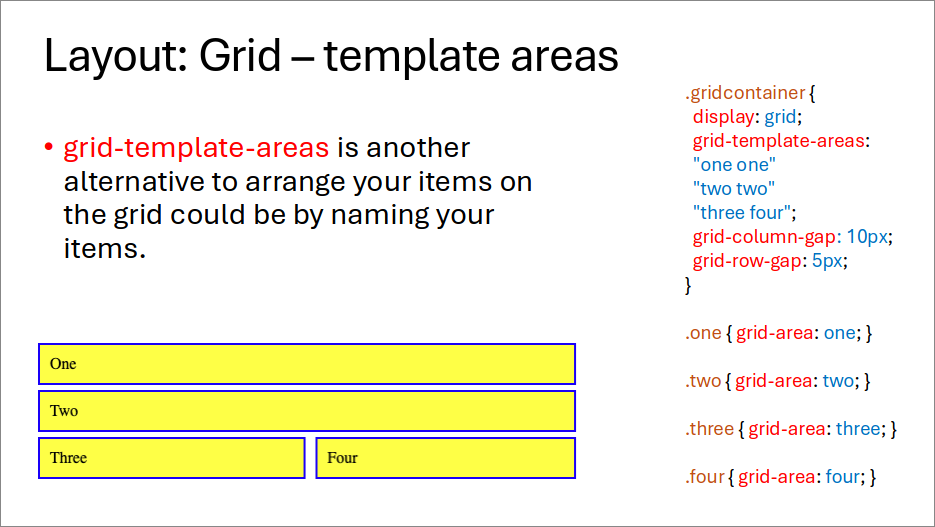 Layout: Grid – template areas
• grid-template-areas is another
alternative to arrange your items on
the grid could be by naming your
items.
One
Two
Three
Four
.gridcontainer {
display: grid;
grid-template-areas:
"one one"
"two two"
"three four";
grid-column-gap: 10px;
grid-row-gap: 5px;
}
.one { grid-area: one; }
.two { grid-area: two; }
.three { grid-area: three; }
.four { grid-area: four; }